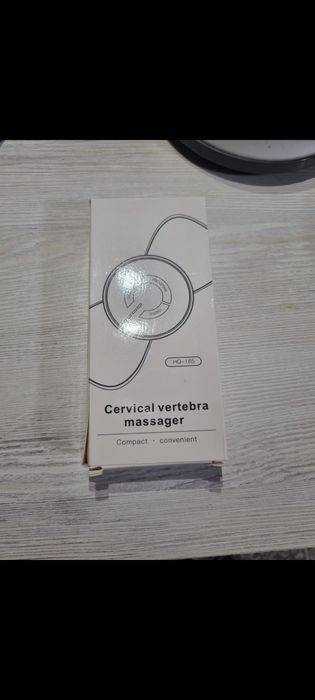 HQ-185
Cervical vertebra
massager
Compact · convenient